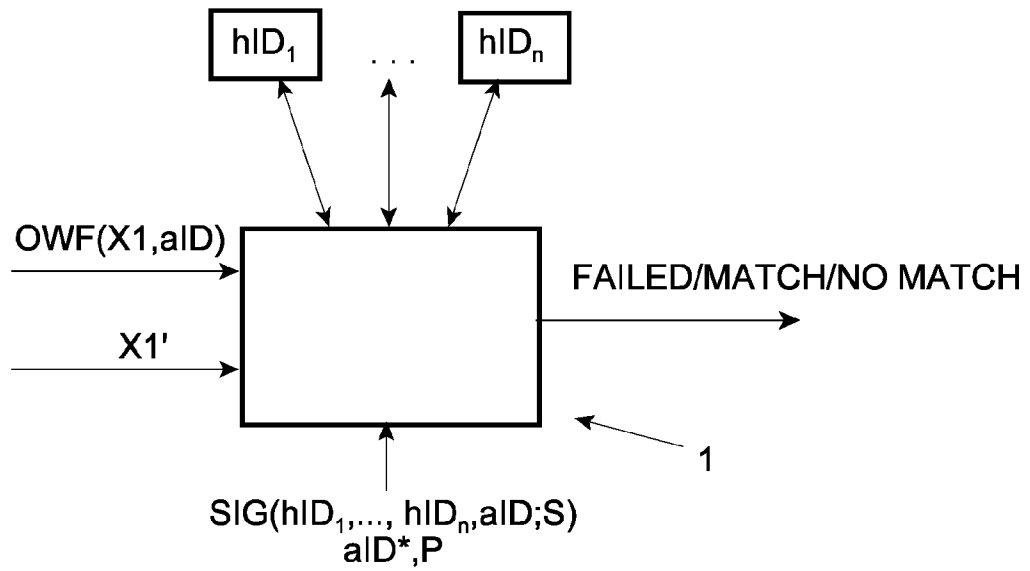 hID₁ . . . hIDₙ
OWF(X1,aID)
FAILED/MATCH/NO MATCH
X1'
1
SIG(hID₁,..., hIDₙ,aID;S)
aID*,P